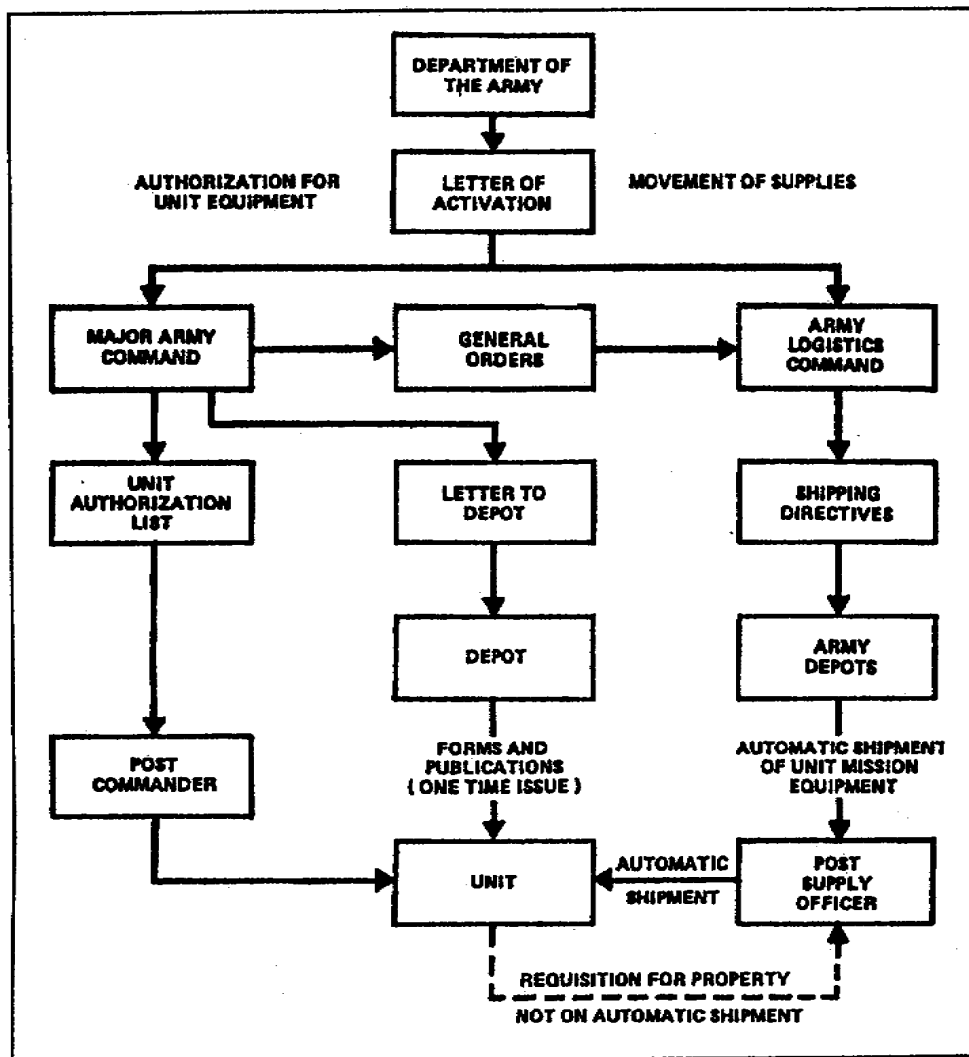 DEPARTMENT OF
THE ARMY
AUTHORIZATION FOR
UNIT EQUIPMENT
LETTER OF
ACTIVATION
MOVEMENT OF SUPPLIES
MAJOR ARMY
COMMAND
GENERAL
ORDERS
ARMY
LOGISTICS
COMMAND
UNIT
AUTHORIZATION
LIST
LETTER TO
DEPOT
SHIPPING
DIRECTIVES
DEPOT
ARMY
DEPOTS
POST
COMMANDER
FORMS AND
PUBLICATIONS
( ONE TIME ISSUE )
AUTOMATIC SHIPMENT
OF UNIT MISSION
EQUIPMENT
UNIT
AUTOMATIC
SHIPMENT
POST
SUPPLY
OFFICER
REQUISITION FOR PROPERTY
NOT ON AUTOMATIC SHIPMENT